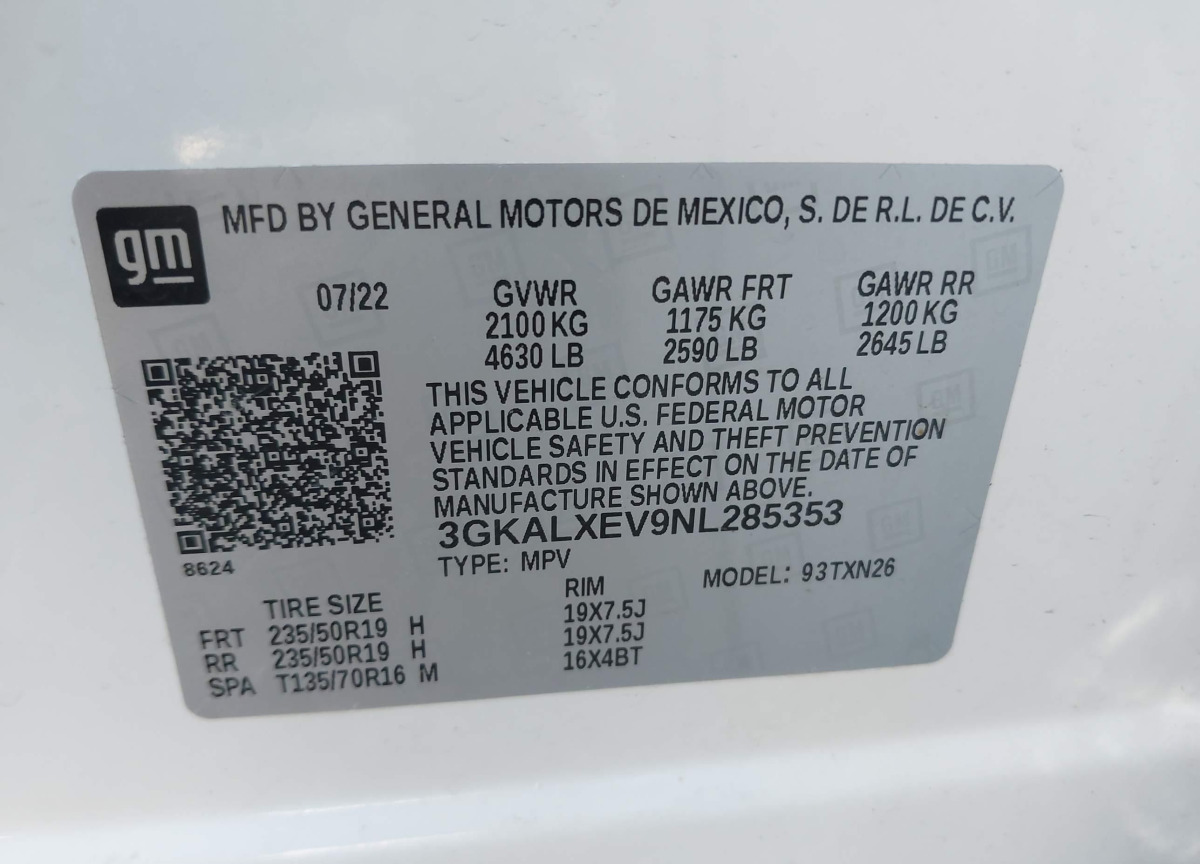 gm
MFD BY GENERAL MOTORS DE MEXICO, S. DE R.L. DE C.V.
07/22 GVWR GAWR FRT GAWR RR
2100 KG 1175 KG 1200 KG
4630 LB 2590 LB 2645 LB
THIS VEHICLE CONFORMS TO ALL
APPLICABLE U.S. FEDERAL MOTOR
VEHICLE SAFETY AND THEFT PREVENTION
STANDARDS IN EFFECT ON THE DATE OF
MANUFACTURE SHOWN ABOVE.
3GKALXEV9NL285353
8624
TYPE: MPV MODEL: 93TXN26
TIRE SIZE RIM
FRT 235/50R19 H 19X7.5J
RR 235/50R19 H 19X7.5J
SPA T135/70R16 M 16X4BT